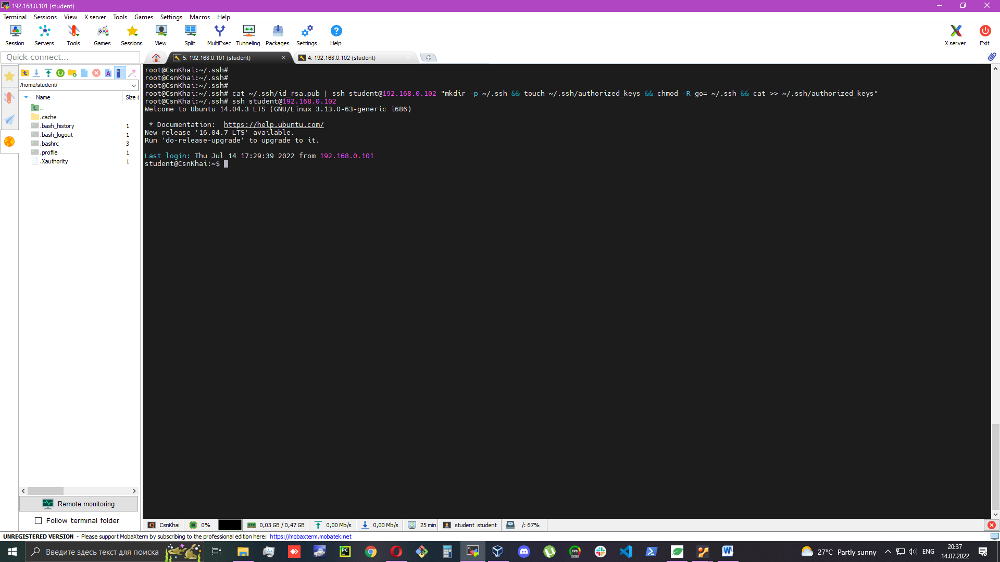 192.168.0.101 (student)
Terminal Sessions View X server Tools Games Settings Macros Help
Session Servers Tools Games Sessions View Split MultiExec Tunneling Packages Settings Help X server Exit
Quick connect...
5. 192.168.0.101 (student)
4. 192.168.0.102 (student)
/home/student/
Name Size (
..
.cache
.bash_history 1
.bash_logout 1
.bashrc 3
.profile 1
.Xauthority 1
root@CsnKhai:~/.ssh#
root@CsnKhai:~/.ssh#
root@CsnKhai:~/.ssh#
root@CsnKhai:~/.ssh# cat ~/.ssh/id_rsa.pub | ssh student@192.168.0.102 "mkdir -p ~/.ssh && touch ~/.ssh/authorized_keys && chmod -R go= ~/.ssh && cat >> ~/.ssh/authorized_keys"
root@CsnKhai:~/.ssh# ssh student@192.168.0.102
Welcome to Ubuntu 14.04.3 LTS (GNU/Linux 3.13.0-63-generic i686)
* Documentation: https://help.ubuntu.com/
New release '16.04.7 LTS' available.
Run 'do-release-upgrade' to upgrade to it.
Last login: Thu Jul 14 17:29:39 2022 from 192.168.0.101
student@CsnKhai:~$
Remote monitoring
Follow terminal folder
CsnKhai 0% 0,03 GB / 0,47 GB 0,00 Mb/s 0,00 Mb/s 25 min student student /: 67%
UNREGISTERED VERSION - Please support MobaXterm by subscribing to the professional edition here: https://mobaxterm.mobatek.net
Введите здесь текст для поиска
27°C Partly sunny ENG
20:37
14.07.2022